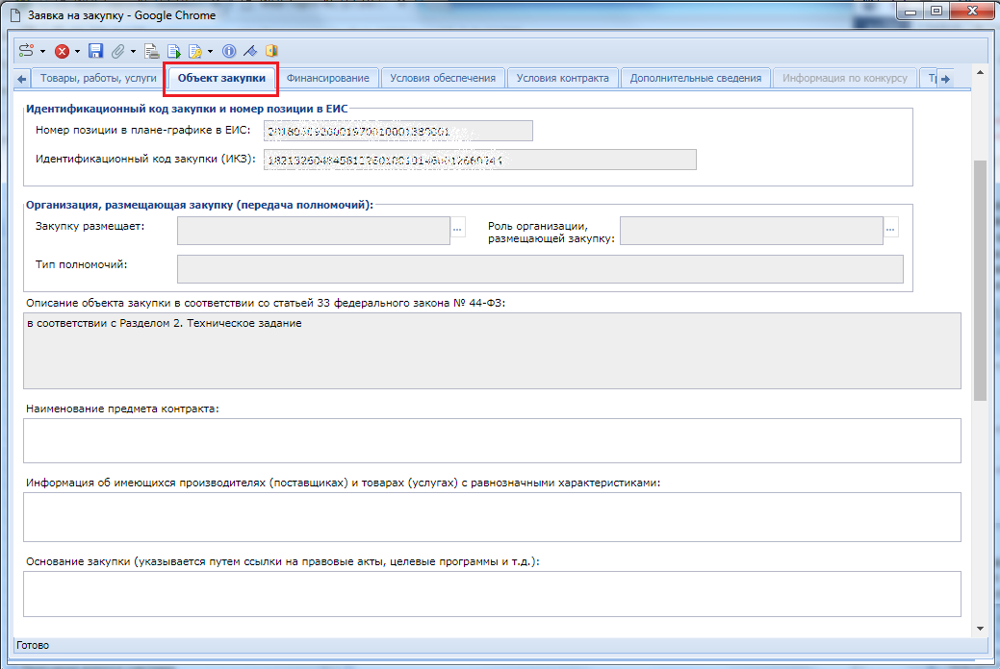 Заявка на закупку - Google Chrome
Товары, работы, услуги
Объект закупки
Финансирование
Условия обеспечения
Условия контракта
Дополнительные сведения
Информация по конкурсу
Идентификационный код закупки и номер позиции в ЕИС
Номер позиции в плане-графике в ЕИС:
Идентификационный код закупки (ИКЗ):
Организация, размещающая закупку (передача полномочий):
Закупку размещает:
...
Роль организации,
размещающей закупку:
...
Тип полномочий:
Описание объекта закупки в соответствии со статьей 33 федерального закона № 44-ФЗ:
в соответствии с Разделом 2. Техническое задание
Наименование предмета контракта:
Информация об имеющихся производителях (поставщиках) и товарах (услугах) с равнозначными характеристиками:
Основание закупки (указывается путем ссылки на правовые акты, целевые программы и т.д.):
Готово